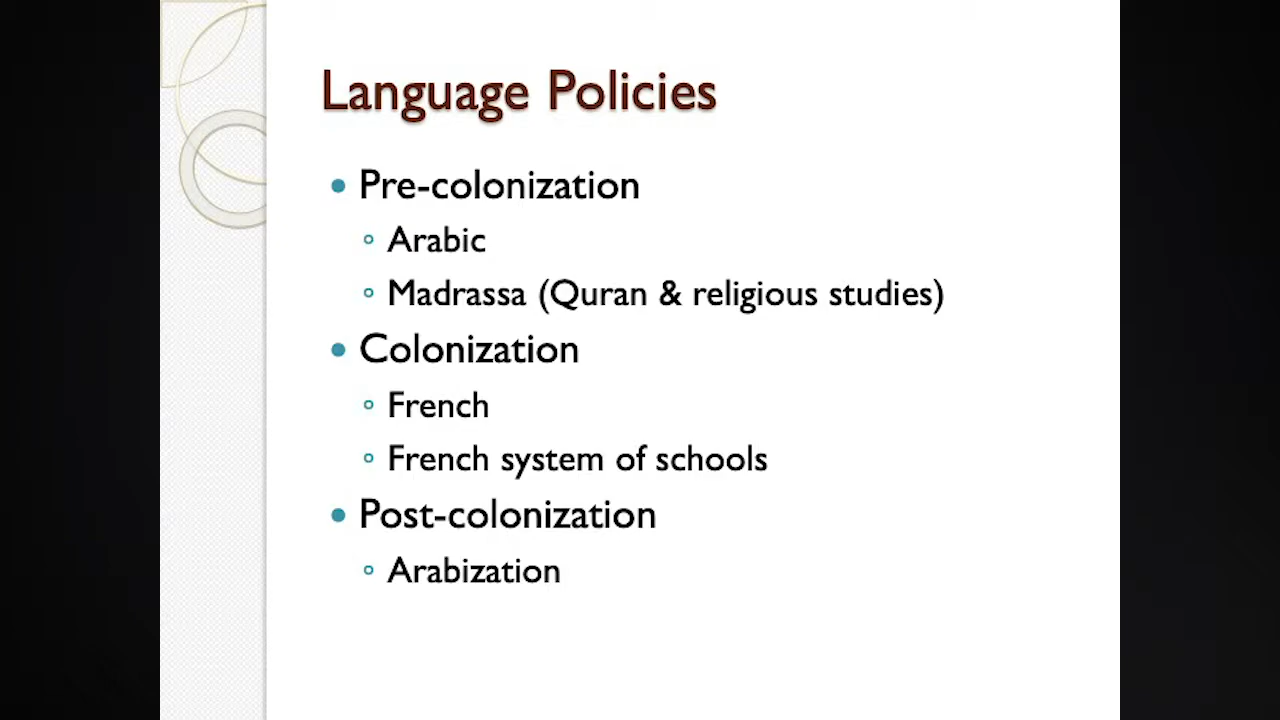 Language Policies
Pre-colonization
Arabic
Madrassa (Quran & religious studies)
Colonization
French
French system of schools
Post-colonization
Arabization